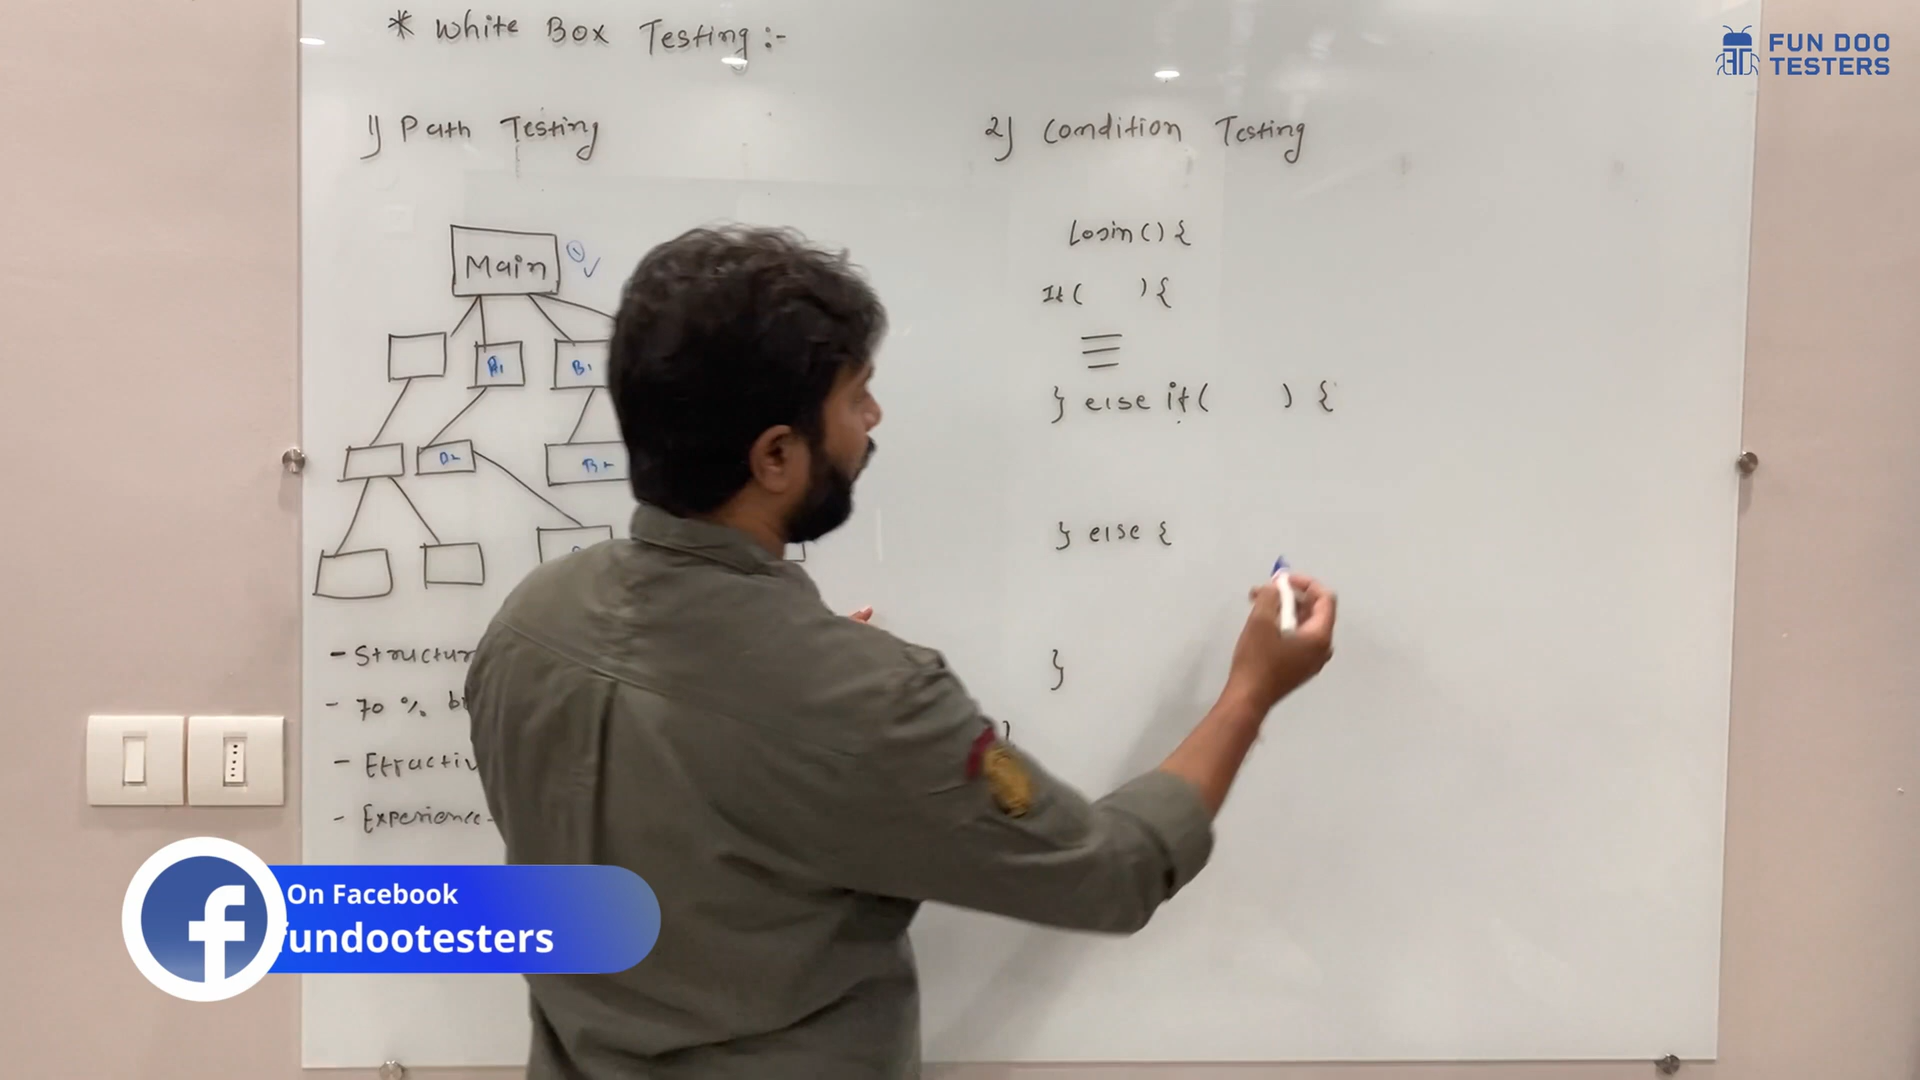 * White Box Testing :-
FUN DOO
TESTERS
1) Path Testing
Main
1
A1
B1
B2
- Structur
- 70 %
- Effectiv
- Experience-
2) Condition Testing
Login () {
If ( ) {
} else if ( ) {
} else {
}
}
On Facebook
fundootesters